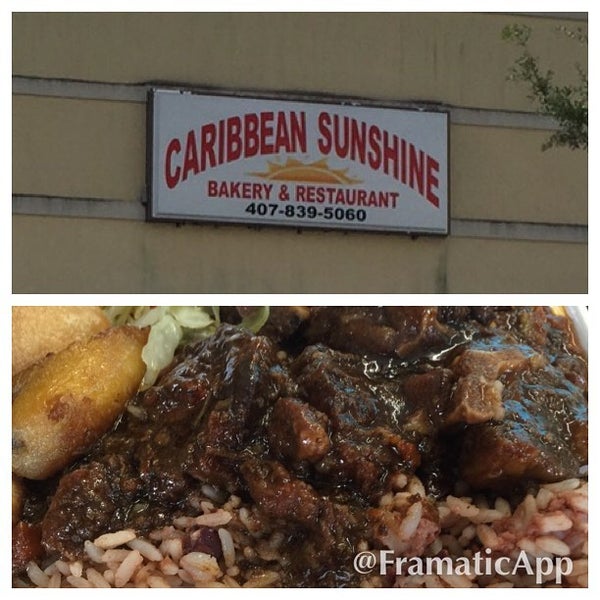 CARIBBEAN SUNSHINE
BAKERY & RESTAURANT
407-839-5060
@FramaticApp